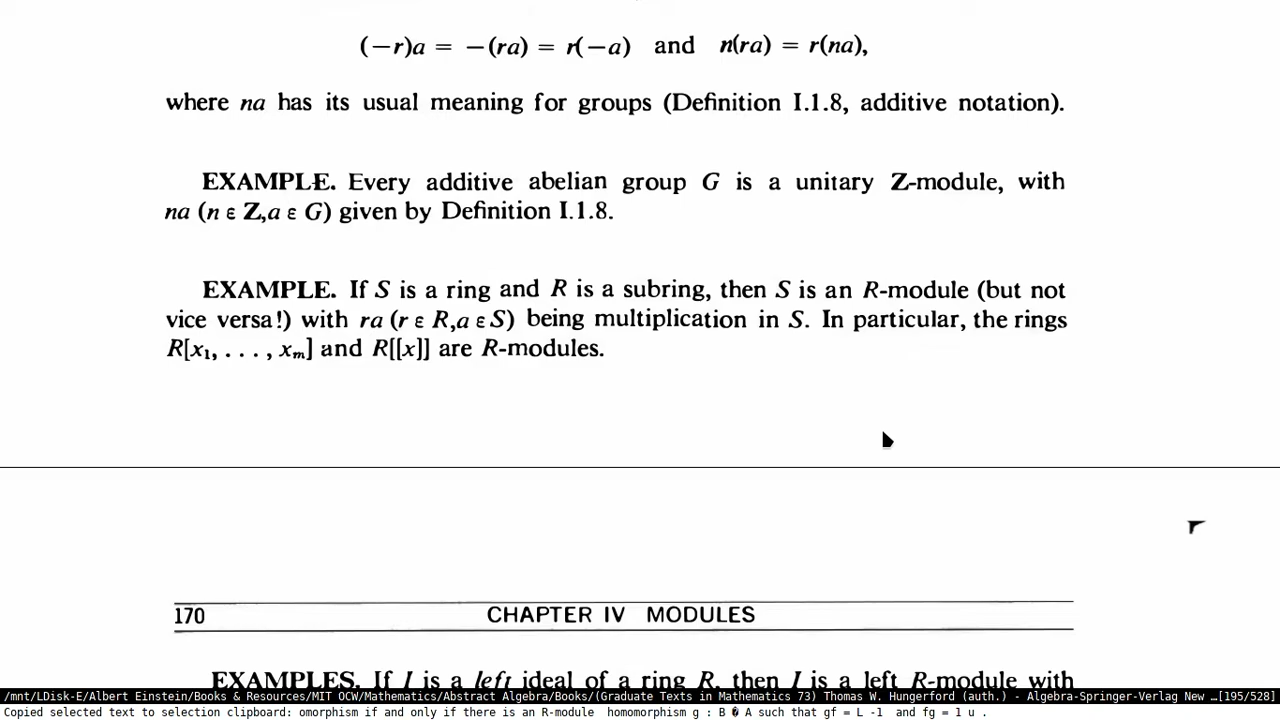 (−r)a = −(ra) = r(−a) and n(ra) = r(na),
where na has its usual meaning for groups (Definition I.1.8, additive notation).
EXAMPLE. Every additive abelian group G is a unitary Z-module, with
na (n ε Z,a ε G) given by Definition I.1.8.
EXAMPLE. If S is a ring and R is a subring, then S is an R-module (but not
vice versa!) with ra (r ε R,a ε S) being multiplication in S. In particular, the rings
R[x₁, . . . , xₘ] and R[[x]] are R-modules.
170 CHAPTER IV MODULES
EXAMPLES. If I is a left ideal of a ring R, then I is a left R-module with
/mnt/LDisk-E/Albert Einstein/Books & Resources/MIT OCW/Mathematics/Abstract Algebra/Books/(Graduate Texts in Mathematics 73) Thomas W. Hungerford (auth.) - Algebra-Springer-Verlag New …[195/528]
Copied selected text to selection clipboard: omorphism if and only if there is an R-module homomorphism g : B � A such that gf = L -1 and fg = 1 u .